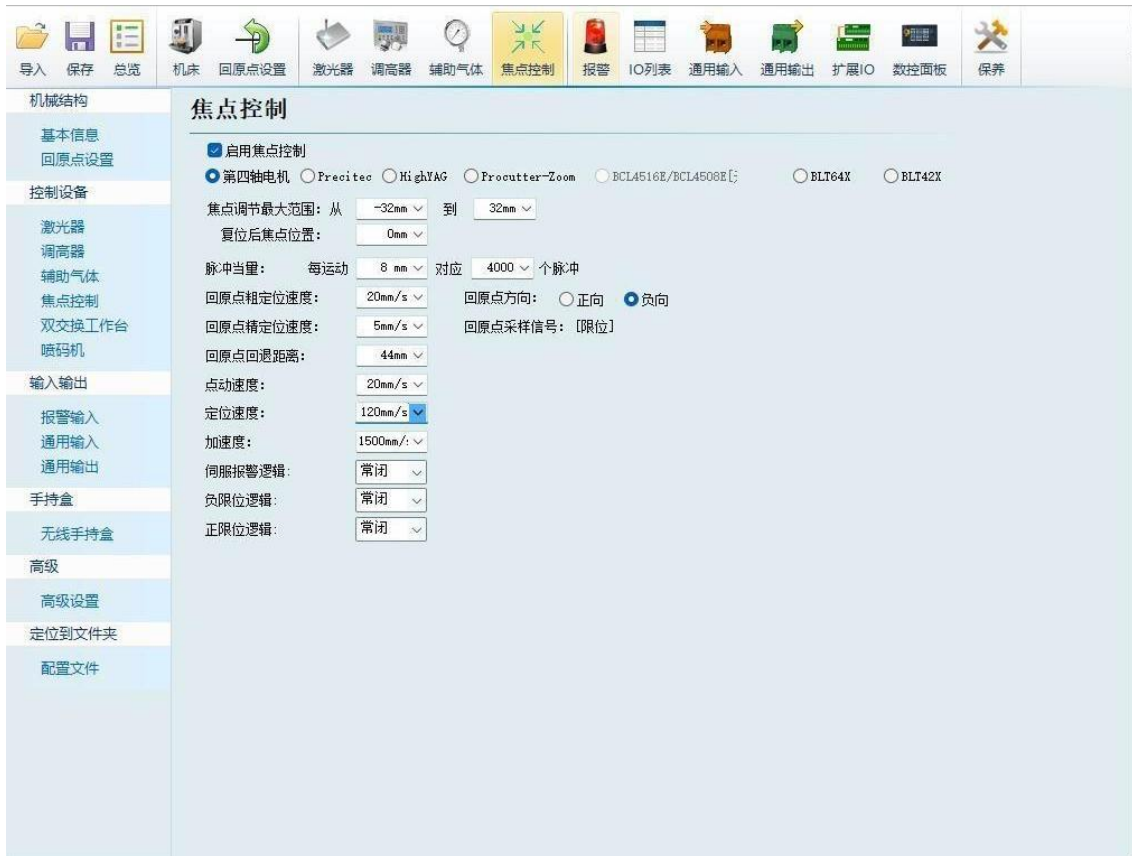 导入 保存 总览 机床 回原点设置 激光器 调高器 辅助气体 焦点控制 报警 IO列表 通用输入 通用输出 扩展IO 数控面板 保养
机械结构
基本信息
回原点设置
控制设备
激光器
调高器
辅助气体
焦点控制
双交换工作台
喷码机
输入输出
报警输入
通用输入
通用输出
手持盒
无线手持盒
高级
高级设置
定位到文件夹
配置文件
焦点控制
启用焦点控制
第四轴电机 Precitec HighYAG Procutter-Zoom BCL4516E/BCL4508E[ BLT64X BLT42X
焦点调节最大范围: 从 -32mm 到 32mm
复位后焦点位置: 0mm
脉冲当量: 每运动 8 mm 对应 4000 个脉冲
回原点粗定位速度: 20mm/s 回原点方向: 正向 负向
回原点精定位速度: 5mm/s 回原点采样信号: [限位]
回原点回退距离: 44mm
点动速度: 20mm/s
定位速度: 120mm/s
加速度: 1500mm/
伺服报警逻辑: 常闭
负限位逻辑: 常闭
正限位逻辑: 常闭